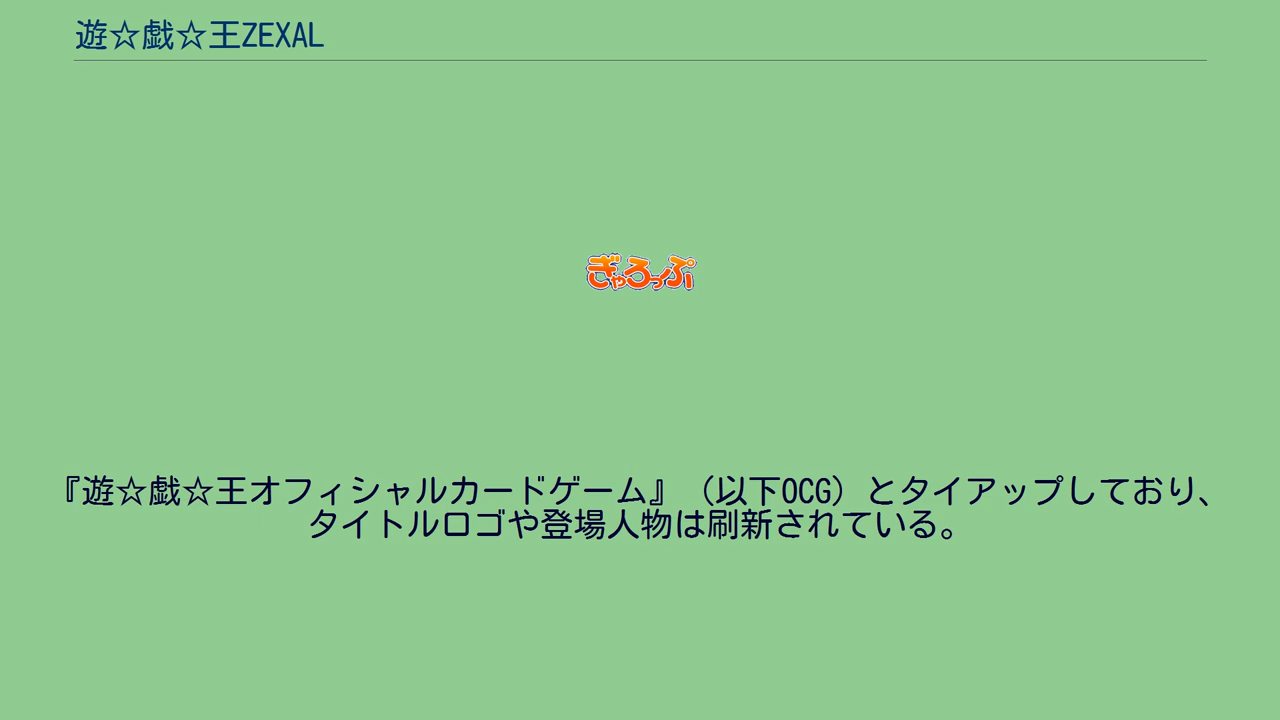 遊☆戯☆王ZEXAL
ぎゃろっぷ
『遊☆戯☆王オフィシャルカードゲーム』（以下OCG）とタイアップしており、
タイトルロゴや登場人物は刷新されている。